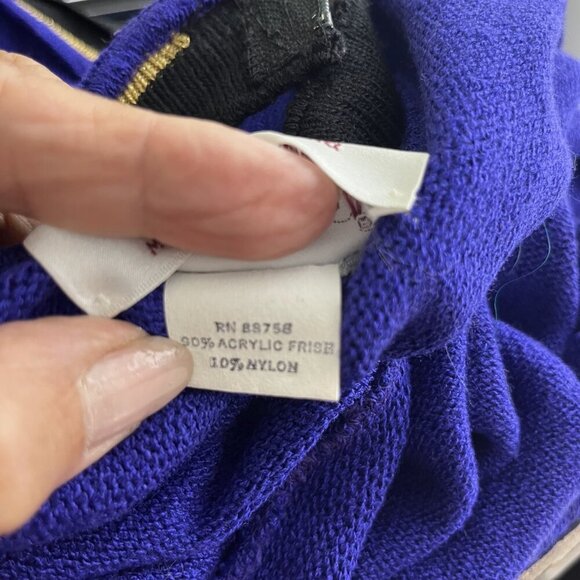 RN 88758
90% ACRYLIC FRISE
10% NYLON